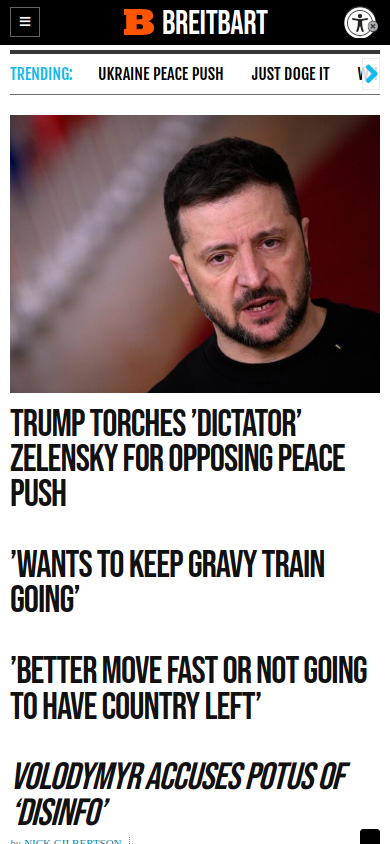 B BREITBART
TRENDING: UKRAINE PEACE PUSH JUST DOGE IT
TRUMP TORCHES ’DICTATOR’
ZELENSKY FOR OPPOSING PEACE
PUSH
’WANTS TO KEEP GRAVY TRAIN
GOING’
’BETTER MOVE FAST OR NOT GOING
TO HAVE COUNTRY LEFT’
VOLODYMYR ACCUSES POTUS OF
‘DISINFO’
by NICK GILBERTSON